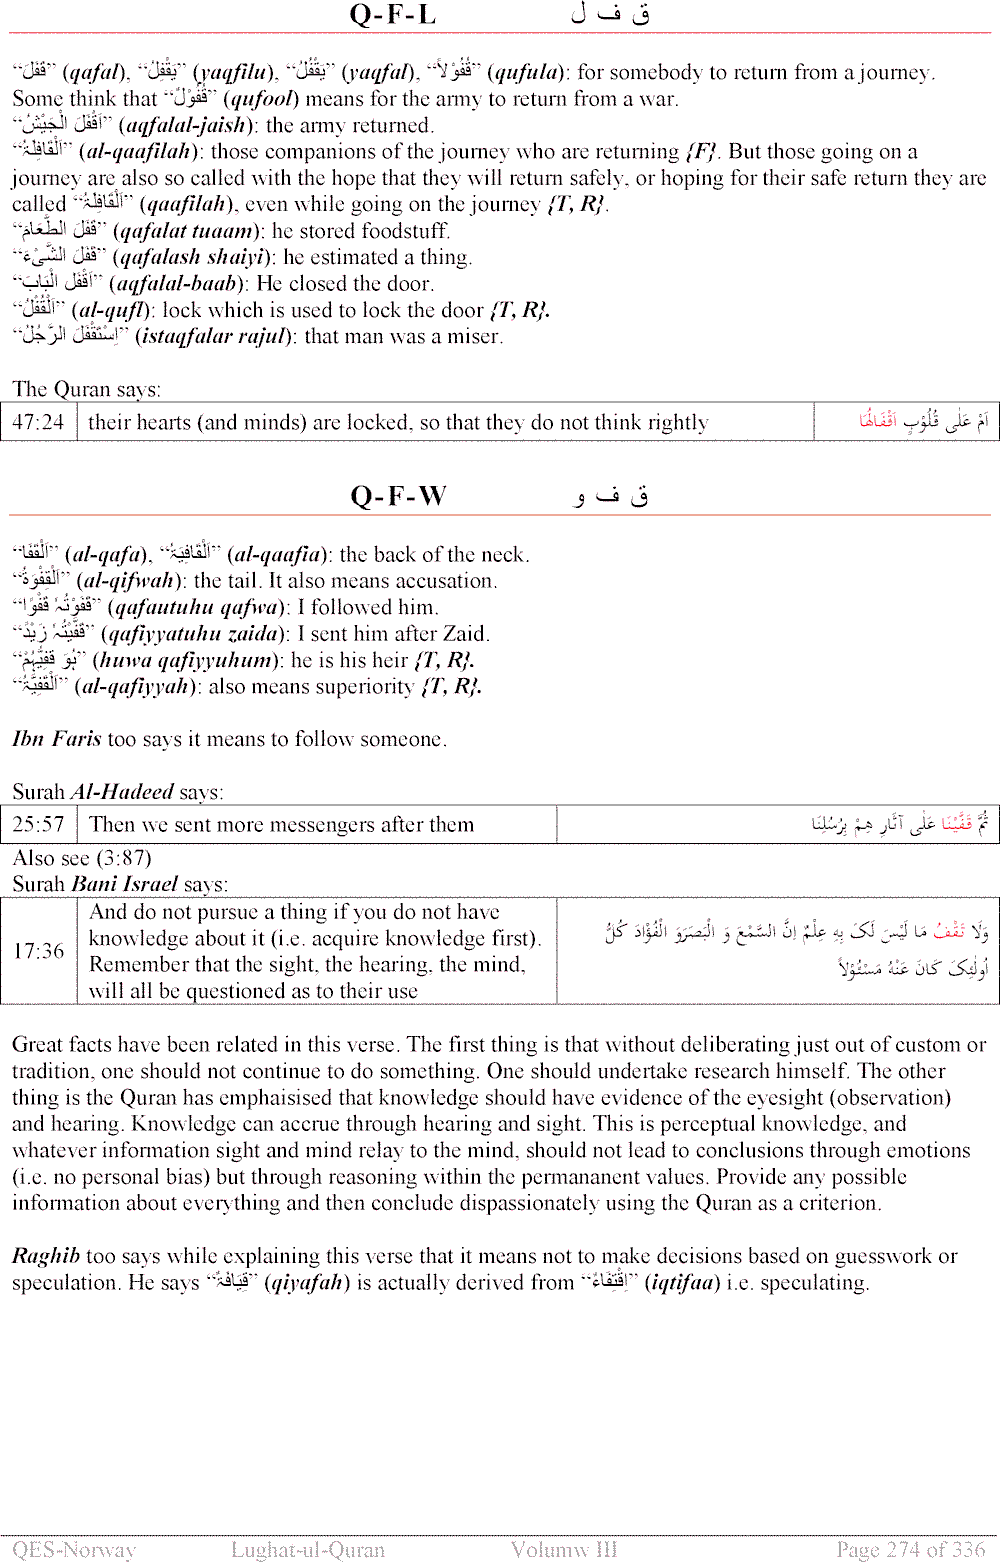 Q-F-L ق ف ل
“قَفَلَ” (qafal), “یَقْفِلُ” (yaqfilu), “یَقْفُلُ” (yaqfal), “قُفُوْلاً” (qufula): for somebody to return from a journey.
Some think that “قُفُوْلٌ” (qufool) means for the army to return from a war.
“اَقْفَلَ الْجَیْشُ” (aqfalal-jaish): the army returned.
“اَلْقَافِلَۃُ” (al-qaafilah): those companions of the journey who are returning {F}. But those going on a
journey are also so called with the hope that they will return safely, or hoping for their safe return they are
called “اَلْقَافِلَۃُ” (qaafilah), even while going on the journey {T, R}.
“قَفَلَ الطَّعَامَ” (qafalat tuaam): he stored foodstuff.
“قَفَلَ الشَّیْءَ” (qafalash shaiyi): he estimated a thing.
“اَقْفَل الْبَابَ” (aqfalal-baab): He closed the door.
“اَلْقُفْلُ” (al-qufl): lock which is used to lock the door {T, R}.
“اِسْتَقْفَلَ الرَّجُلُ” (istaqfalar rajul): that man was a miser.
The Quran says:
47:24 their hearts (and minds) are locked, so that they do not think rightly اَمْ عَلٰی قُلُوْبٍ اَقْفَالُهَا
Q-F-W ق ف و
“اَلْقَفَا” (al-qafa), “اَلْقَافِیَۃُ” (al-qaafia): the back of the neck.
“اَلْقِفْوَۃُ” (al-qifwah): the tail. It also means accusation.
“قَفَوْتُہٗ قَفْوًا” (qafautuhu qafwa): I followed him.
“قَفَّیْتُہٗ زَیْدً” (qafiyyatuhu zaida): I sent him after Zaid.
“ہُوَ قَفِیُّہُمْ” (huwa qafiyyuhum): he is his heir {T, R}.
“اَلْقَفِیَّۃُ” (al-qafiyyah): also means superiority {T, R}.
Ibn Faris too says it means to follow someone.
Surah Al-Hadeed says:
25:57 Then we sent more messengers after them ثُمَّ قَفَّيْنَا عَلٰی آثَارِ هِمْ بِرُسُلِنَا
Also see (3:87)
Surah Bani Israel says:
17:36 And do not pursue a thing if you do not have
knowledge about it (i.e. acquire knowledge first).
Remember that the sight, the hearing, the mind,
will all be questioned as to their use
وَلَا تَقْفُ مَا لَيْسَ لَکَ بِهِ عِلْمٌ اِنَّ السَّمْعَ وَ الْبَصَرَوَ الْفُؤَادَ کُلُّ
اُولٰئِکَ کَانَ عَنْهُ مَسْئُوْلاً
Great facts have been related in this verse. The first thing is that without deliberating just out of custom or
tradition, one should not continue to do something. One should undertake research himself. The other
thing is the Quran has emphaisised that knowledge should have evidence of the eyesight (observation)
and hearing. Knowledge can accrue through hearing and sight. This is perceptual knowledge, and
whatever information sight and mind relay to the mind, should not lead to conclusions through emotions
(i.e. no personal bias) but through reasoning within the permananent values. Provide any possible
information about everything and then conclude dispassionately using the Quran as a criterion.
Raghib too says while explaining this verse that it means not to make decisions based on guesswork or
speculation. He says “قِیَافَۃٌ” (qiyafah) is actually derived from “اِقْتِفَاءٌ” (iqtifaa) i.e. speculating.
QES-Norway Lughat-ul-Quran Volumw III Page 274 of 336